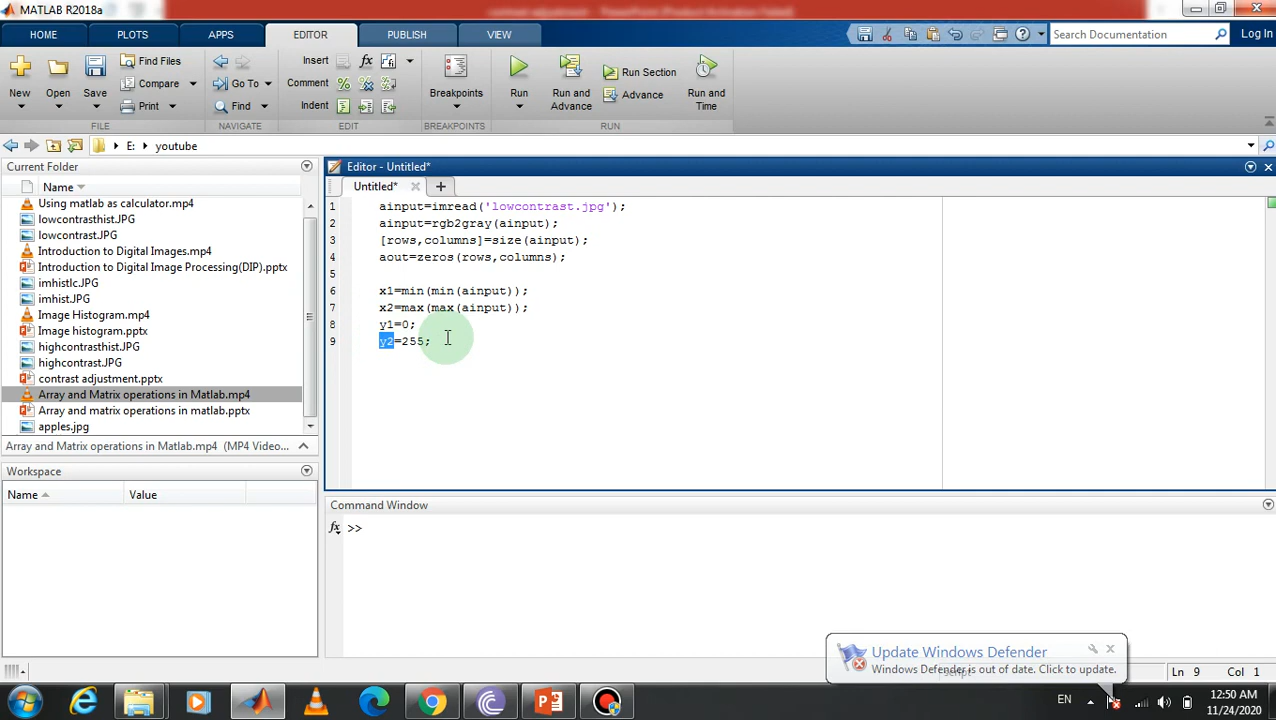 MATLAB R2018a
contrast adjustment - PowerPoint (Product Activation Failed)
HOME PLOTS APPS EDITOR PUBLISH VIEW Search Documentation Log In
New Open Save Find Files Compare Print
Go To Find
Insert fx Comment Indent
Breakpoints Run Run and Advance Run Section Advance Run and Time
FILE NAVIGATE EDIT BREAKPOINTS RUN
E: youtube
Current Folder
Name
Using matlab as calculator.mp4
lowcontrasthist.JPG
lowcontrast.JPG
Introduction to Digital Images.mp4
Introduction to Digital Image Processing(DIP).pptx
imhistlc.JPG
imhist.JPG
Image Histogram.mp4
Image histogram.pptx
highcontrasthist.JPG
highcontrast.JPG
contrast adjustment.pptx
Array and Matrix operations in Matlab.mp4
Array and matrix operations in matlab.pptx
apples.jpg
Array and Matrix operations in Matlab.mp4 (MP4 Video...
Workspace
Name Value
Editor - Untitled*
Untitled*
1 ainput=imread('lowcontrast.jpg');
2 ainput=rgb2gray(ainput);
3 [rows,columns]=size(ainput);
4 aout=zeros(rows,columns);
5
6 x1=min(min(ainput));
7 x2=max(max(ainput));
8 y1=0;
9 y2=255;
Command Window
fx >>
Update Windows Defender
Windows Defender is out of date. Click to update.
script
Ln 9 Col 1
EN
12:50 AM
11/24/2020